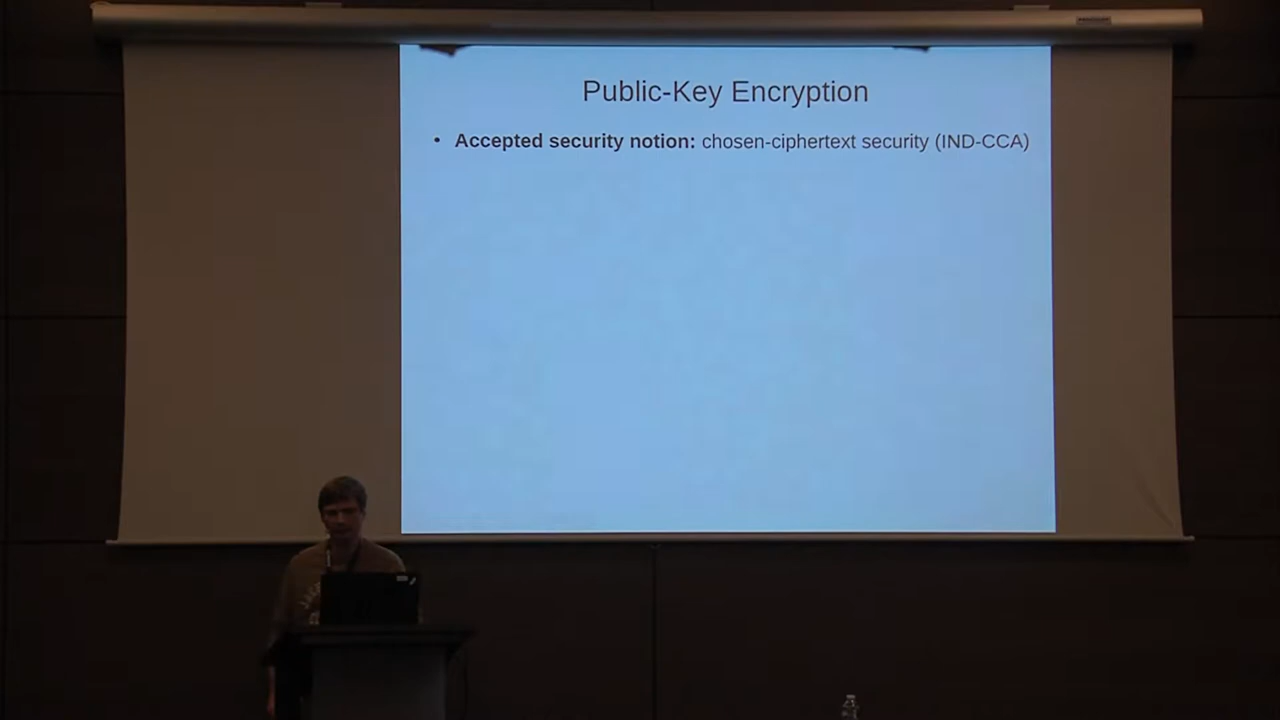 Public-Key Encryption
• Accepted security notion: chosen-ciphertext security (IND-CCA)